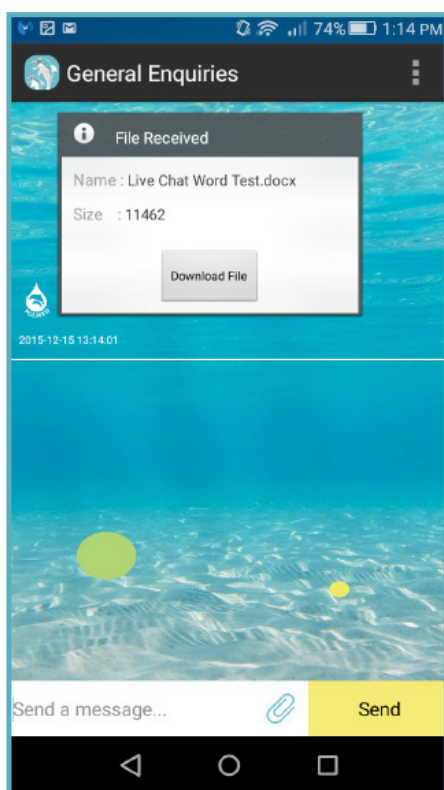 74% 1:14 PM
General Enquiries
File Received
Name : Live Chat Word Test.docx
Size : 11462
Download File
2015-12-15 13:14:01
Send a message...
Send